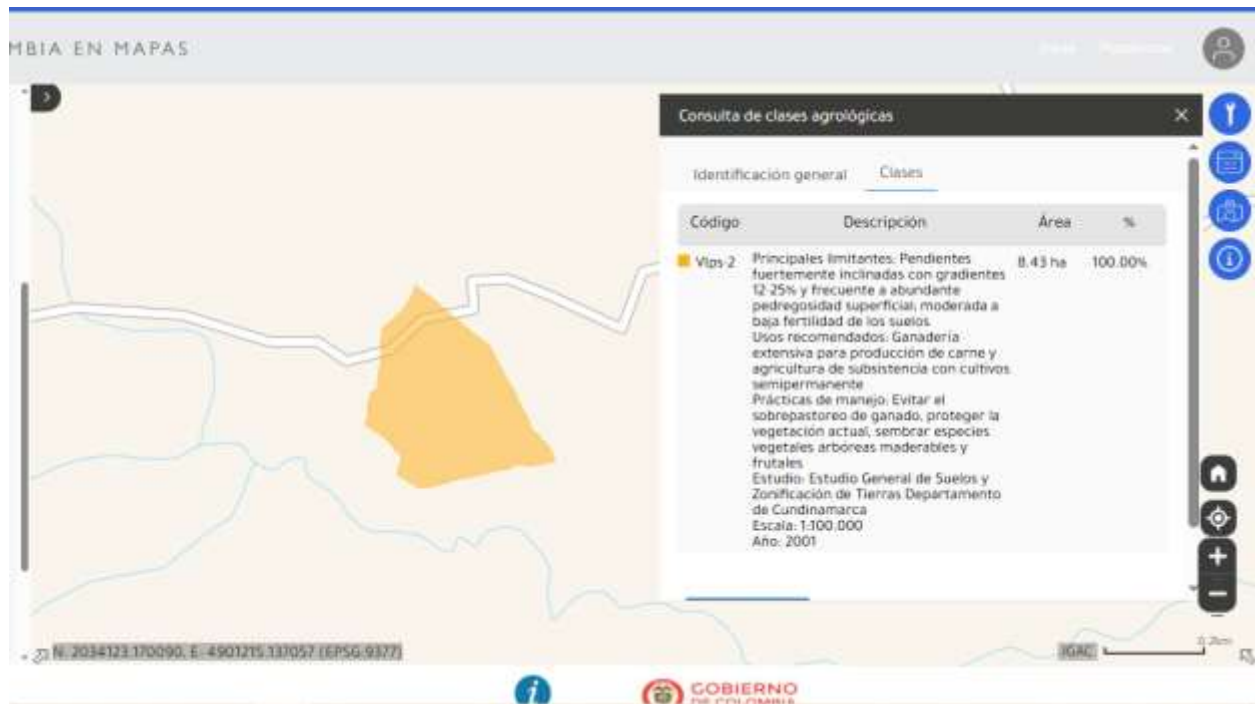 MBIA EN MAPAS
Consulta de clases agrológicas
Identificación general Clases
Código Descripción Área %
VIps-2 Principales limitantes: Pendientes 8.43 ha 100.00%
fuertemente inclinadas con gradientes
12-25% y frecuente a abundante
pedregosidad superficial; moderada a
baja fertilidad de los suelos
Usos recomendados: Ganadería
extensiva para producción de carne y
agricultura de subsistencia con cultivos
semipermanente
Prácticas de manejo: Evitar el
sobrepastoreo de ganado, proteger la
vegetación actual, sembrar especies
vegetales arbóreas maderables y
frutales
Estudio: Estudio General de Suelos y
Zonificación de Tierras Departamento
de Cundinamarca
Escala: 1:100.000
Año: 2001
N: 2034123.170090, E: 4901215.137057 (EPSG:9377)
IGAC
0.2km
GOBIERNO
DE COLOMBIA